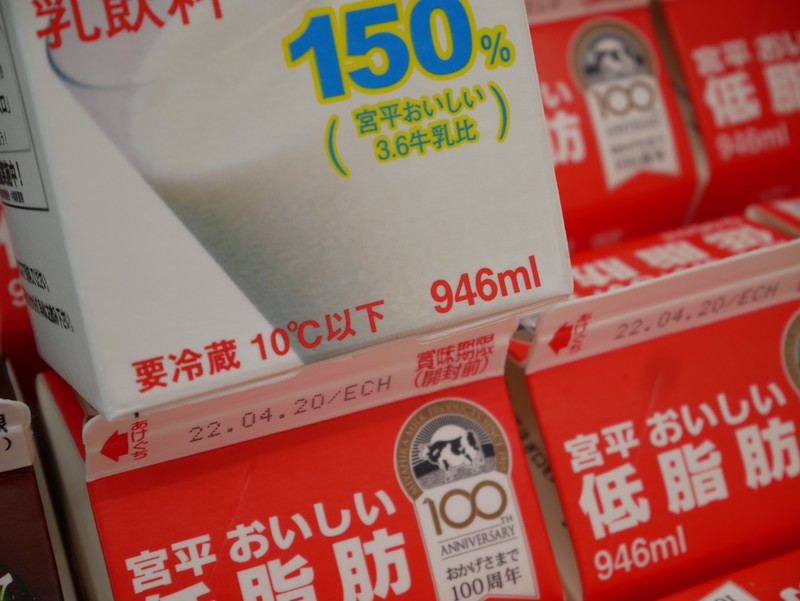 乳飲料
150%
宮平おいしい
3.6牛乳比
946ml
要冷蔵 10℃以下
賞味期限
(開封前)
22.04.20/ECH
あけぐち
宮平 おいしい
低脂肪
100TH
ANNIVERSARY
おかげさまで
100周年
22.04.20/ECH
宮平 おいしい
低脂肪
946ml
100
肪
宮平 おい
低脂
946ml